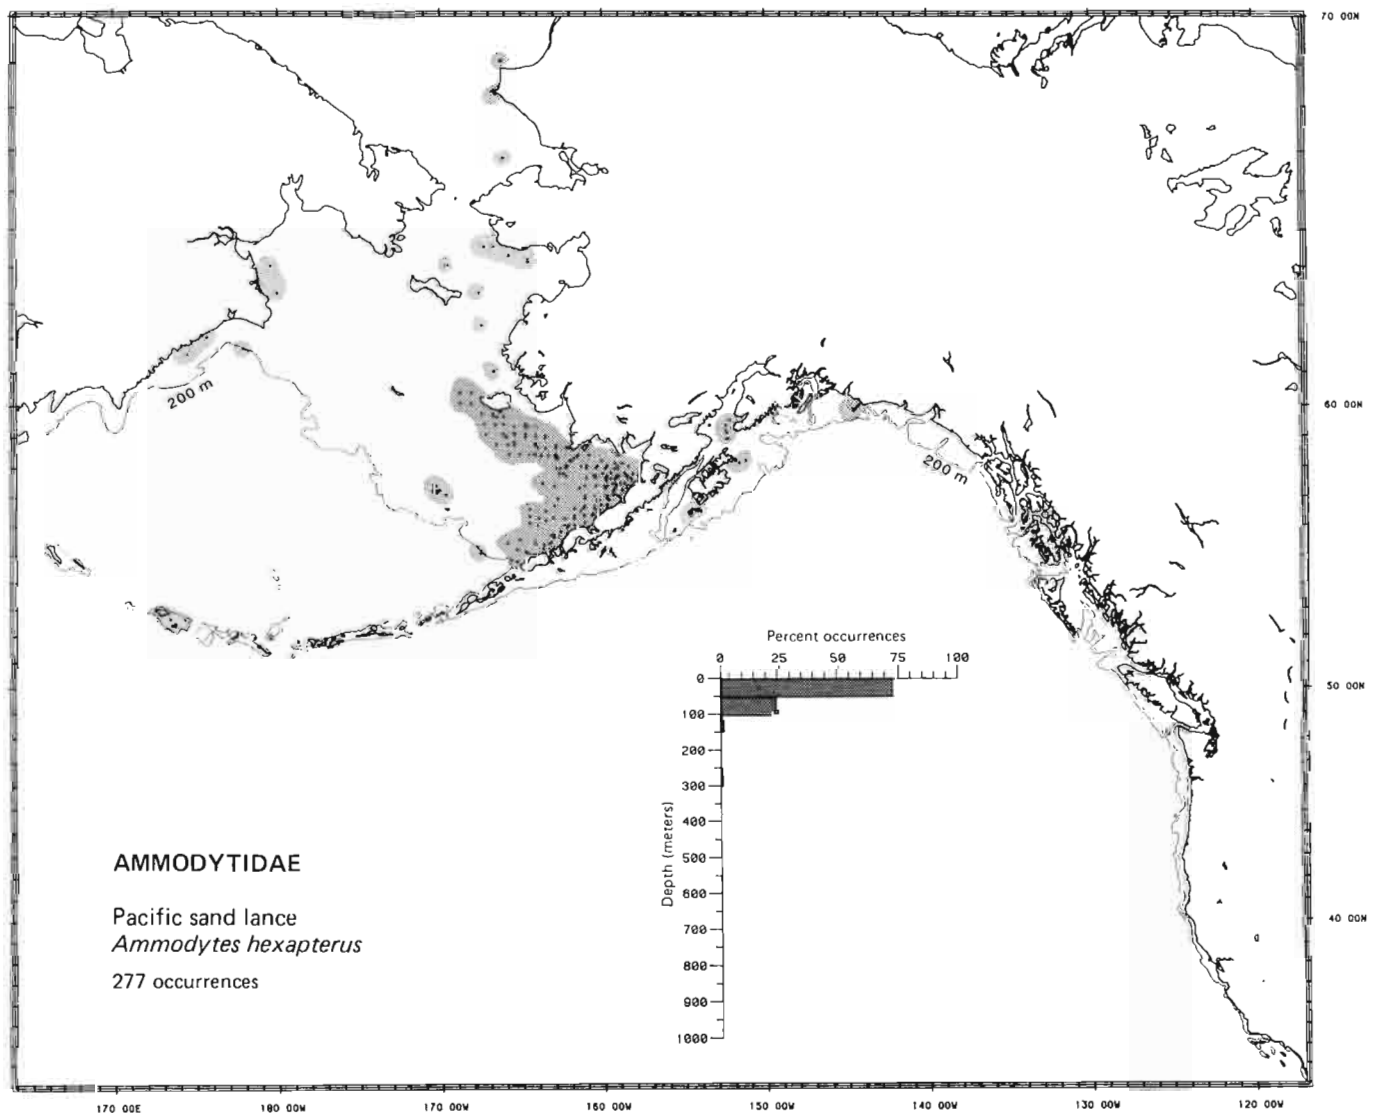 70 00N
200 m
60 00N
200 m
Percent occurrences
0 25 50 75 100
0
100
50 00N
200
300
400
Depth (meters)
500
600
700
800
900
1000
AMMODYTIDAE
Pacific sand lance
Ammodytes hexapterus
277 occurrences
40 00N
170 00E 180 00W 170 00W 160 00W 150 00W 140 00W 130 00W 120 00W